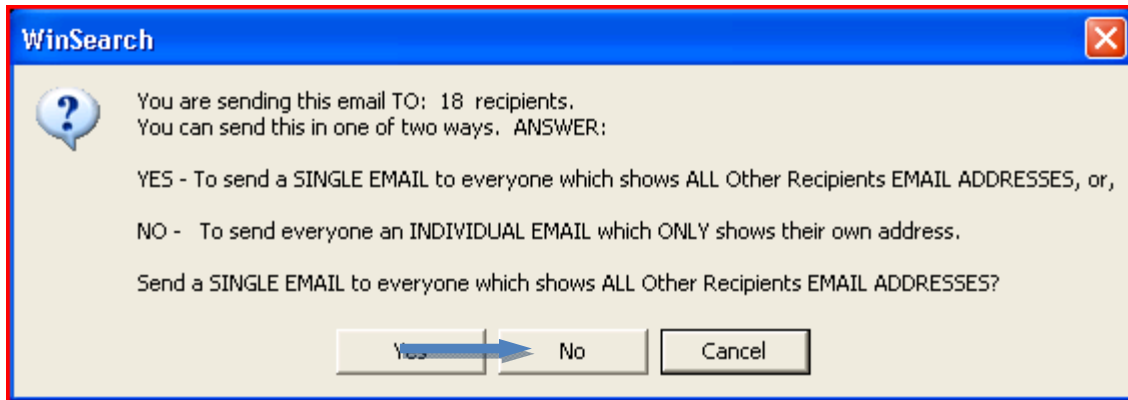 WinSearch
You are sending this email TO: 18 recipients.
You can send this in one of two ways. ANSWER:
YES - To send a SINGLE EMAIL to everyone which shows ALL Other Recipients EMAIL ADDRESSES, or,
NO - To send everyone an INDIVIDUAL EMAIL which ONLY shows their own address.
Send a SINGLE EMAIL to everyone which shows ALL Other Recipients EMAIL ADDRESSES?
Yes No Cancel